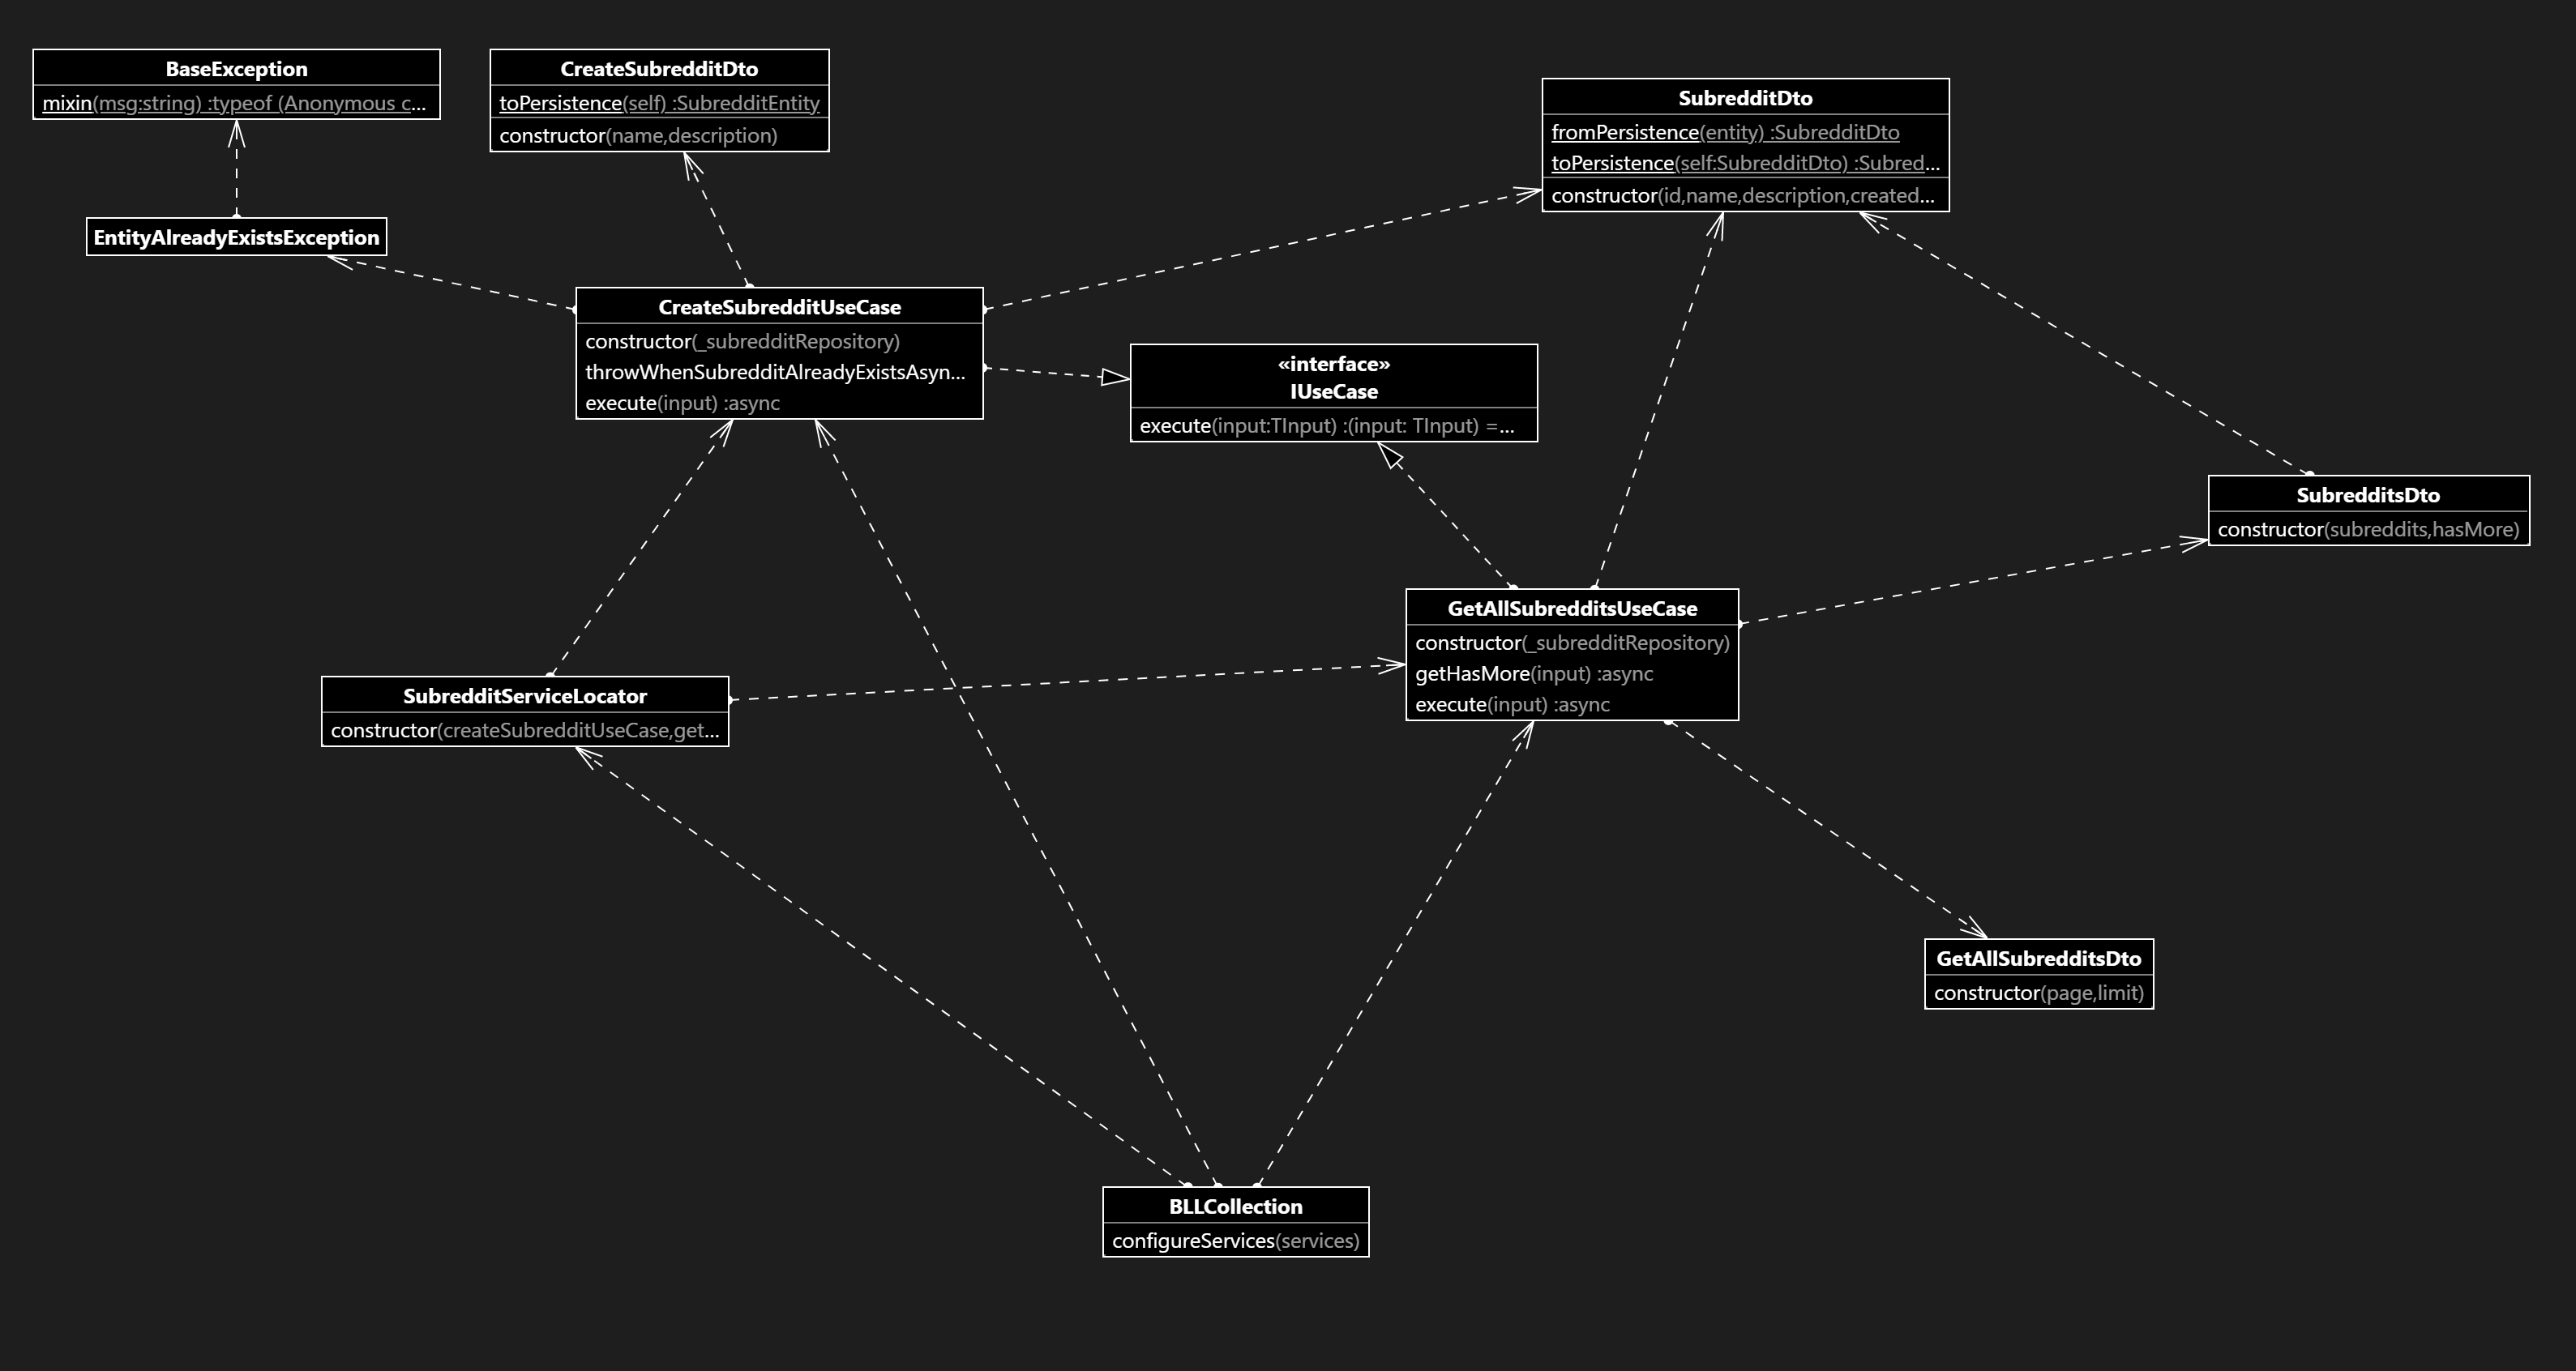 BaseException
mixin(msg:string) :typeof (Anonymous c...
CreateSubredditDto
toPersistence(self) :SubredditEntity
constructor(name,description)
SubredditDto
fromPersistence(entity) :SubredditDto
toPersistence(self:SubredditDto) :Subred...
constructor(id,name,description,created...
EntityAlreadyExistsException
CreateSubredditUseCase
constructor(_subredditRepository)
throwWhenSubredditAlreadyExistsAsyn...
execute(input) :async
«interface»
IUseCase
execute(input:TInput) :(input: TInput) =...
SubredditsDto
constructor(subreddits,hasMore)
GetAllSubredditsUseCase
constructor(_subredditRepository)
getHasMore(input) :async
execute(input) :async
SubredditServiceLocator
constructor(createSubredditUseCase,get...
GetAllSubredditsDto
constructor(page,limit)
BLLCollection
configureServices(services)